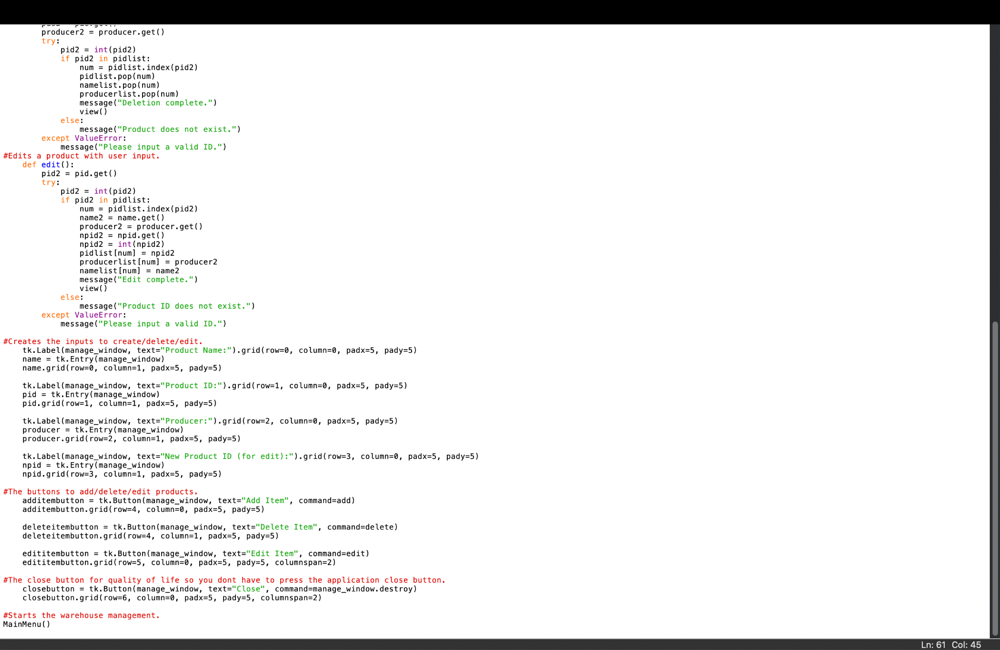 producer2 = producer.get()
try:
pid2 = int(pid2)
if pid2 in pidlist:
num = pidlist.index(pid2)
pidlist.pop(num)
namelist.pop(num)
producerlist.pop(num)
message("Deletion complete.")
view()
else:
message("Product does not exist.")
except ValueError:
message("Please input a valid ID.")
#Edits a product with user input.
def edit():
pid2 = pid.get()
try:
pid2 = int(pid2)
if pid2 in pidlist:
num = pidlist.index(pid2)
name2 = name.get()
producer2 = producer.get()
npid2 = npid.get()
npid2 = int(npid2)
pidlist[num] = npid2
producerlist[num] = producer2
namelist[num] = name2
message("Edit complete.")
view()
else:
message("Product ID does not exist.")
except ValueError:
message("Please input a valid ID.")
#Creates the inputs to create/delete/edit.
tk.Label(manage_window, text="Product Name:").grid(row=0, column=0, padx=5, pady=5)
name = tk.Entry(manage_window)
name.grid(row=0, column=1, padx=5, pady=5)
tk.Label(manage_window, text="Product ID:").grid(row=1, column=0, padx=5, pady=5)
pid = tk.Entry(manage_window)
pid.grid(row=1, column=1, padx=5, pady=5)
tk.Label(manage_window, text="Producer:").grid(row=2, column=0, padx=5, pady=5)
producer = tk.Entry(manage_window)
producer.grid(row=2, column=1, padx=5, pady=5)
tk.Label(manage_window, text="New Product ID (for edit):").grid(row=3, column=0, padx=5, pady=5)
npid = tk.Entry(manage_window)
npid.grid(row=3, column=1, padx=5, pady=5)
#The buttons to add/delete/edit products.
additembutton = tk.Button(manage_window, text="Add Item", command=add)
additembutton.grid(row=4, column=0, padx=5, pady=5)
deleteitembutton = tk.Button(manage_window, text="Delete Item", command=delete)
deleteitembutton.grid(row=4, column=1, padx=5, pady=5)
edititembutton = tk.Button(manage_window, text="Edit Item", command=edit)
edititembutton.grid(row=5, column=0, padx=5, pady=5, columnspan=2)
#The close button for quality of life so you dont have to press the application close button.
closebutton = tk.Button(manage_window, text="Close", command=manage_window.destroy)
closebutton.grid(row=6, column=0, padx=5, pady=5, columnspan=2)
#Starts the warehouse management.
MainMenu()
Ln: 61 Col: 45